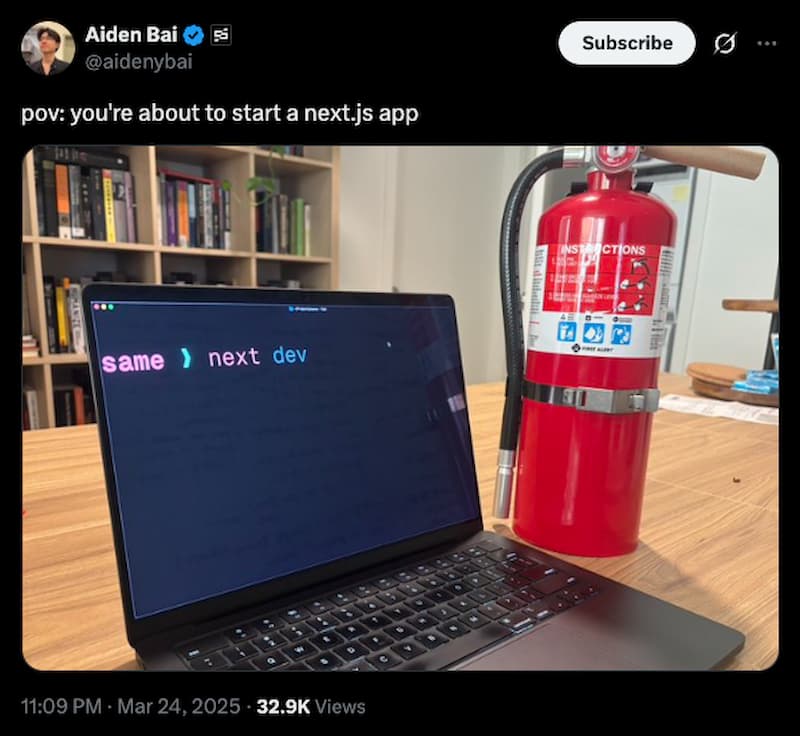 Aiden Bai
@aidenybai
Subscribe
pov: you're about to start a next.js app
same ❯ next dev
INSTRUCTIONS
FIRST ALERT
11:09 PM · Mar 24, 2025 · 32.9K Views